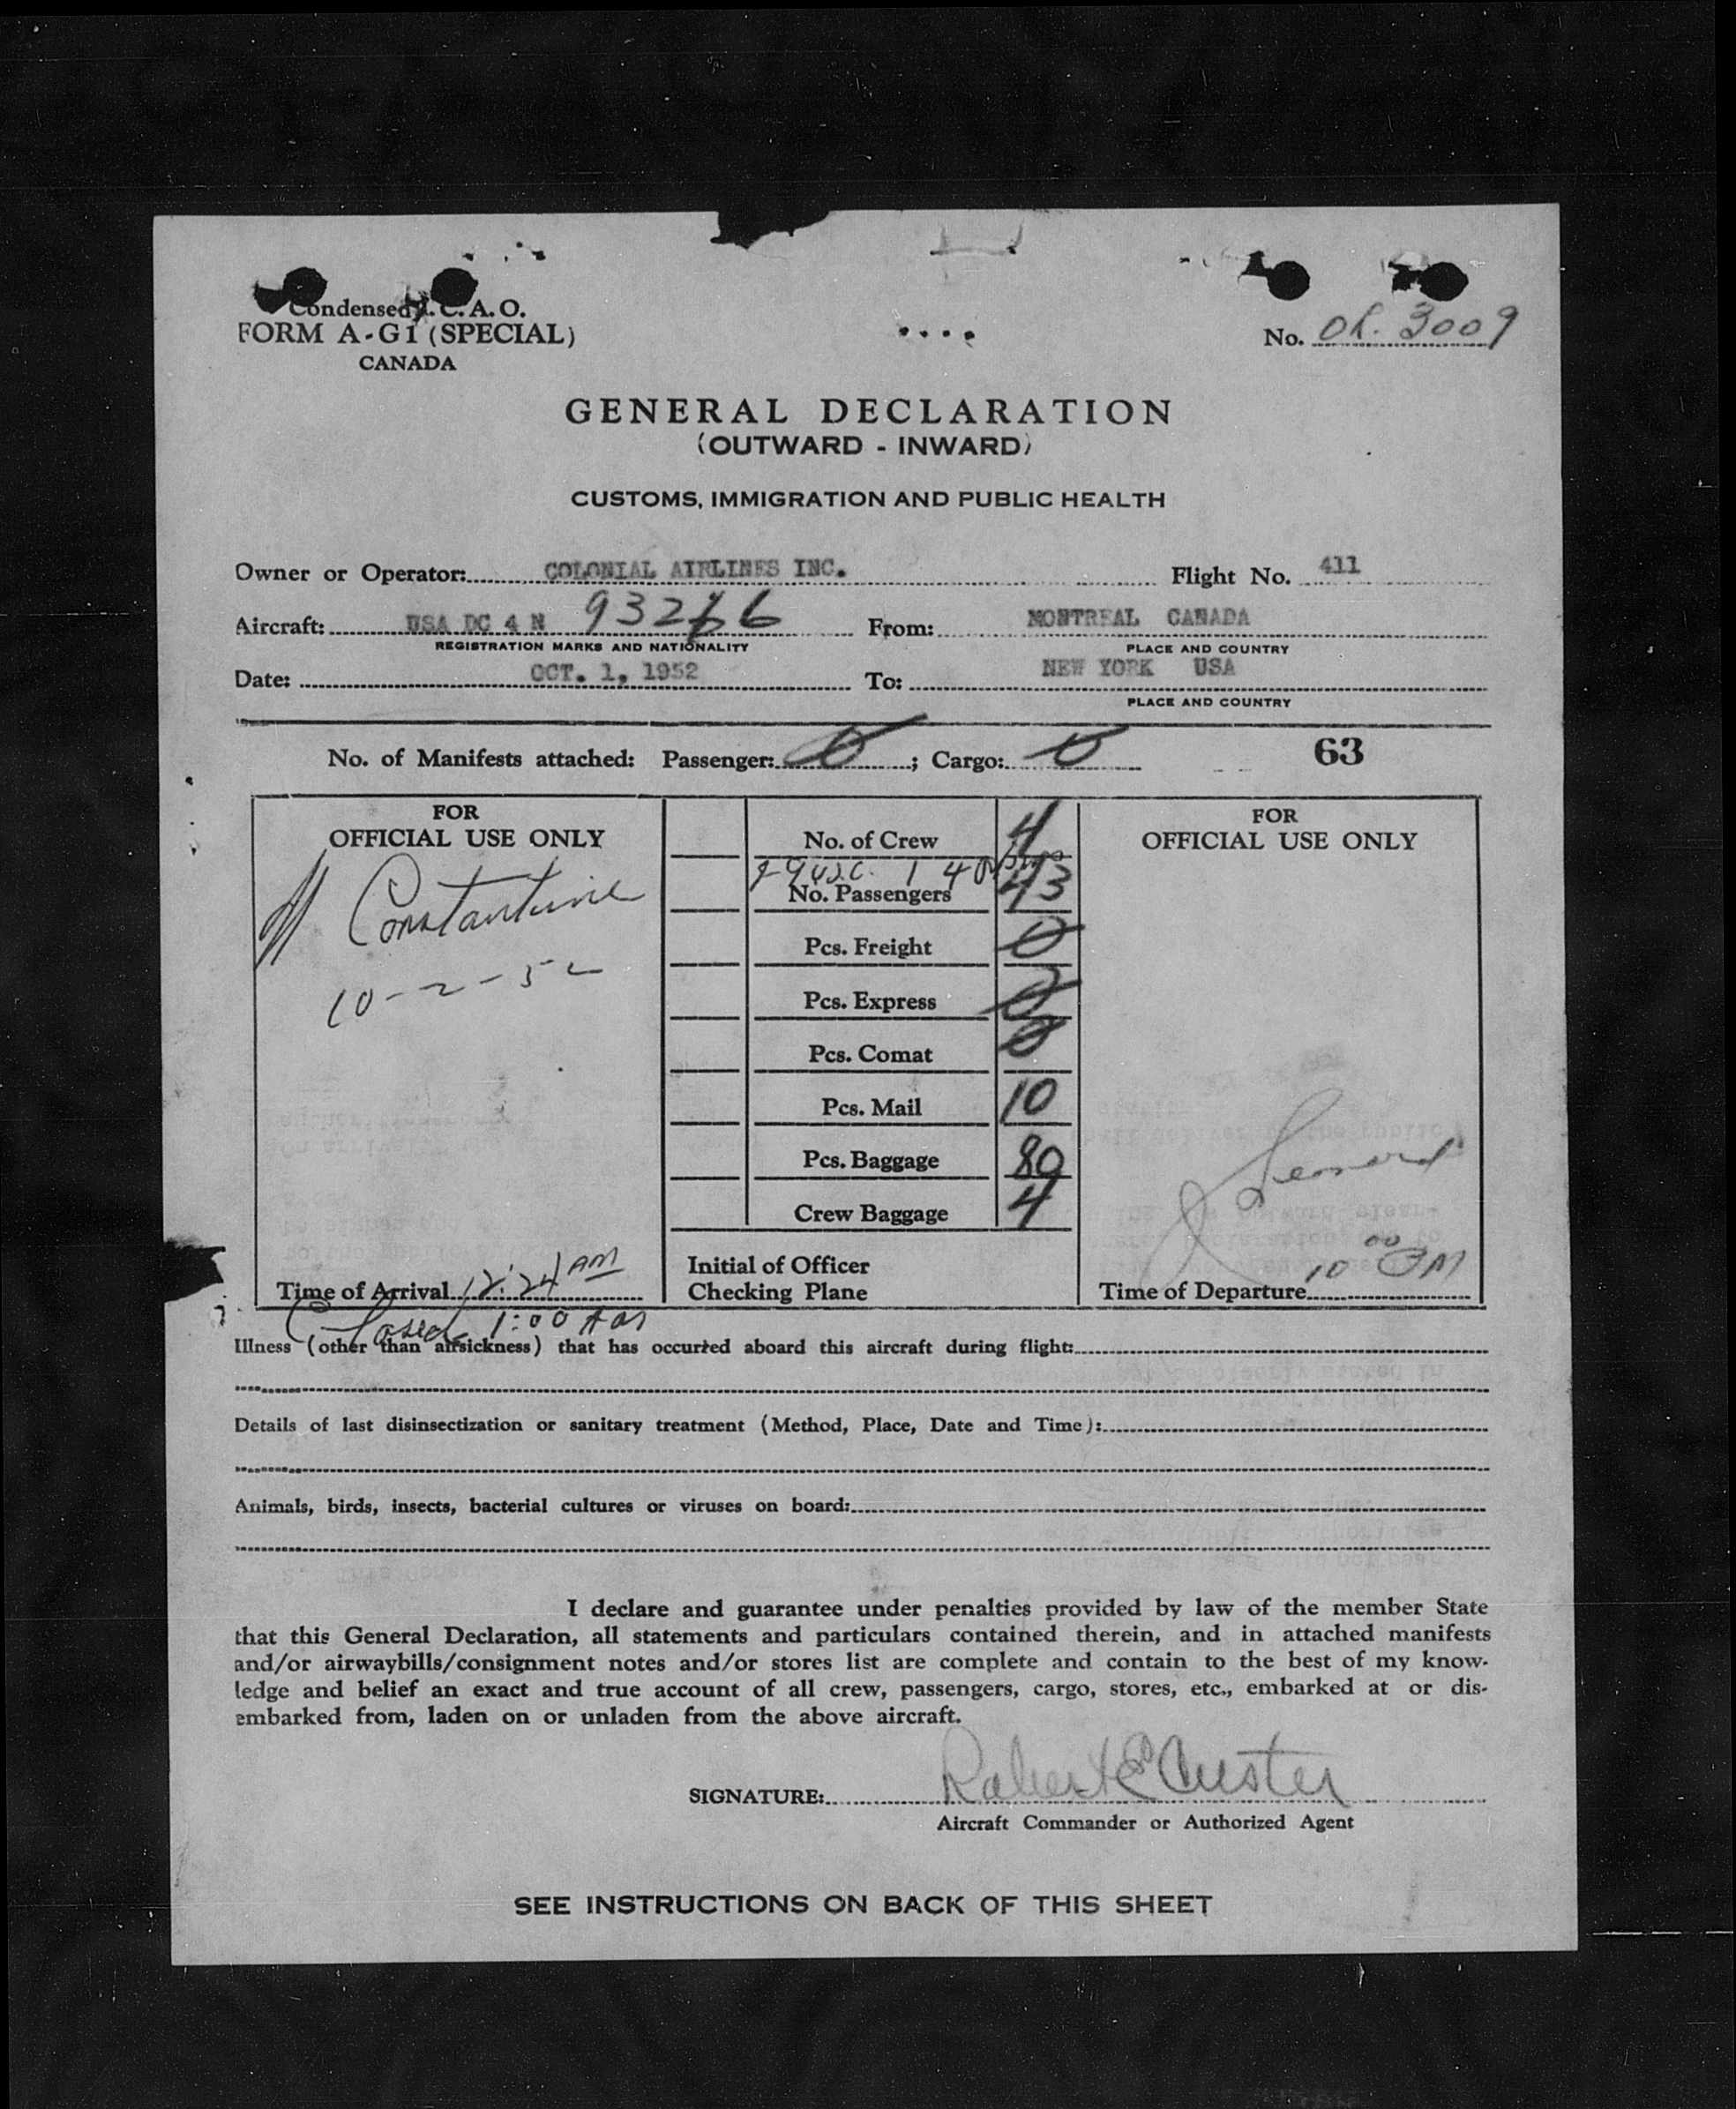 Condensed I. C. A. O.
FORM A-G1 (SPECIAL)
CANADA
No. 3009
GENERAL DECLARATION
(OUTWARD - INWARD)
CUSTOMS, IMMIGRATION AND PUBLIC HEALTH
Owner or Operator: COLONIAL AIRLINES INC. Flight No. 411
Aircraft: USA DC 4 N 93266 From: MONTREAL CANADA
REGISTRATION MARKS AND NATIONALITY PLACE AND COUNTRY
Date: OCT. 1, 1952 To: NEW YORK USA
PLACE AND COUNTRY
No. of Manifests attached: Passenger: 0; Cargo: 0 63
FOR
OFFICIAL USE ONLY
Constantine
10-2-52
Time of Arrival 12:24 AM
Closed 1:00 AM
No. of Crew 4
No. Passengers 43
Pcs. Freight 0
Pcs. Express 0
Pcs. Comat 0
Pcs. Mail 10
Pcs. Baggage 80
Crew Baggage 4
Initial of Officer
Checking Plane
FOR
OFFICIAL USE ONLY
Time of Departure 10 00 PM
Illness (other than airsickness) that has occurred aboard this aircraft during flight:
Details of last disinsectization or sanitary treatment (Method, Place, Date and Time):
Animals, birds, insects, bacterial cultures or viruses on board:
I declare and guarantee under penalties provided by law of the member State
that this General Declaration, all statements and particulars contained therein, and in attached manifests
and/or airwaybills/consignment notes and/or stores list are complete and contain to the best of my know-
ledge and belief an exact and true account of all crew, passengers, cargo, stores, etc., embarked at or dis-
embarked from, laden on or unladen from the above aircraft.
SIGNATURE: Robert E Custer
Aircraft Commander or Authorized Agent
SEE INSTRUCTIONS ON BACK OF THIS SHEET